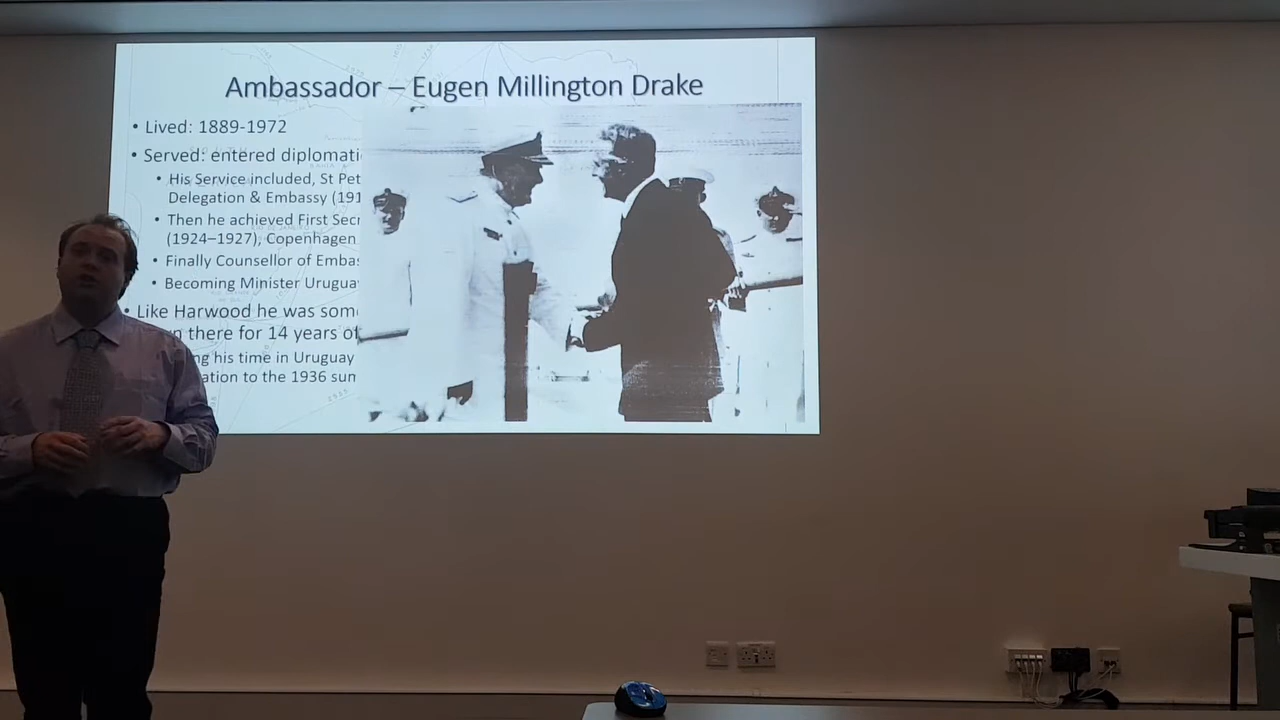 Ambassador – Eugen Millington Drake
• Lived: 1889-1972
• Served: entered diplomati
• His Service included, St Pet
Delegation & Embassy (191
• Then he achieved First Secr
(1924–1927), Copenhagen
• Finally Counsellor of Embas
• Becoming Minister Urugua
• Like Harwood he was som
n there for 14 years of
ng his time in Uruguay
ation to the 1936 sum